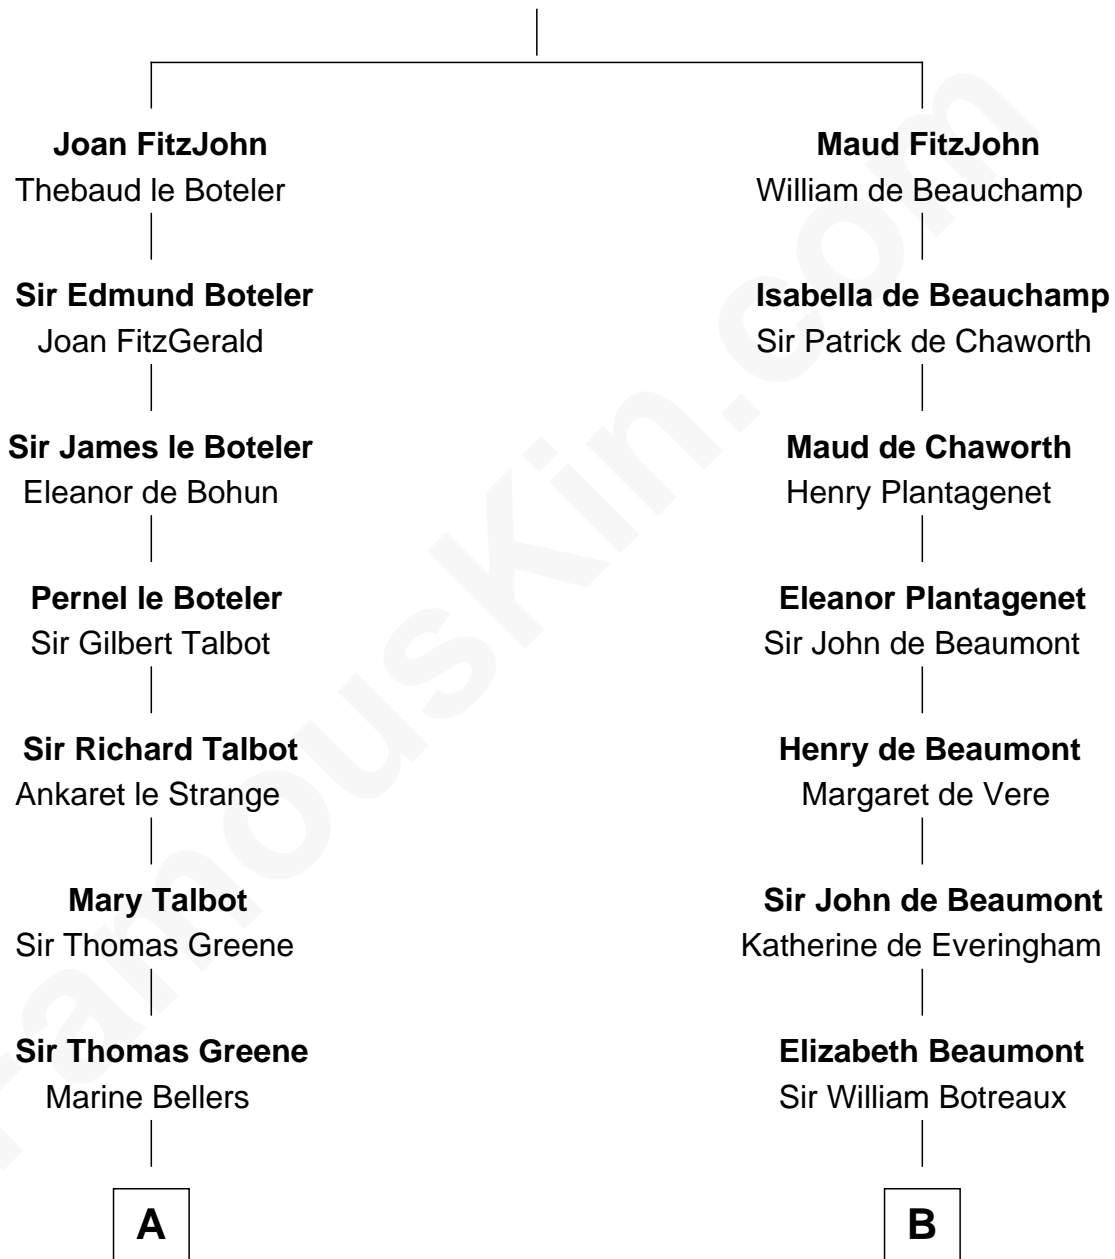 Joan FitzJohn
Thebaud le Boteler
Sir Edmund Boteler
Joan FitzGerald
Sir James le Boteler
Eleanor de Bohun
Pernel le Boteler
Sir Gilbert Talbot
Sir Richard Talbot
Ankaret le Strange
Mary Talbot
Sir Thomas Greene
Sir Thomas Greene
Marine Bellers
A
Maud FitzJohn
William de Beauchamp
Isabella de Beauchamp
Sir Patrick de Chaworth
Maud de Chaworth
Henry Plantagenet
Eleanor Plantagenet
Sir John de Beaumont
Henry de Beaumont
Margaret de Vere
Sir John de Beaumont
Katherine de Everingham
Elizabeth Beaumont
Sir William Botreaux
B
FamousKin.com